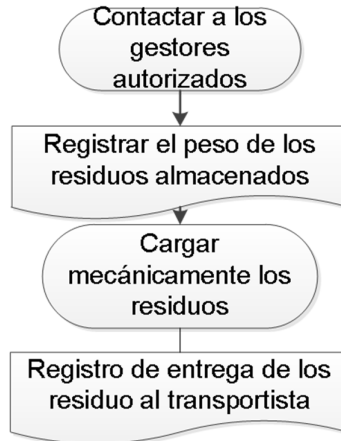 Contactar a los
gestores
autorizados
Registrar el peso de los
residuos almacenados
Cargar
mecánicamente los
residuos
Registro de entrega de los
residuo al transportista